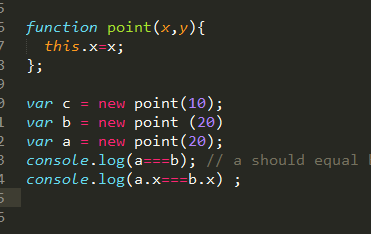 function point(x,y){
this.x=x;
};
var c = new point(10);
var b = new point (20)
var a = new point(20);
console.log(a===b); // a should equal
console.log(a.x===b.x) ;